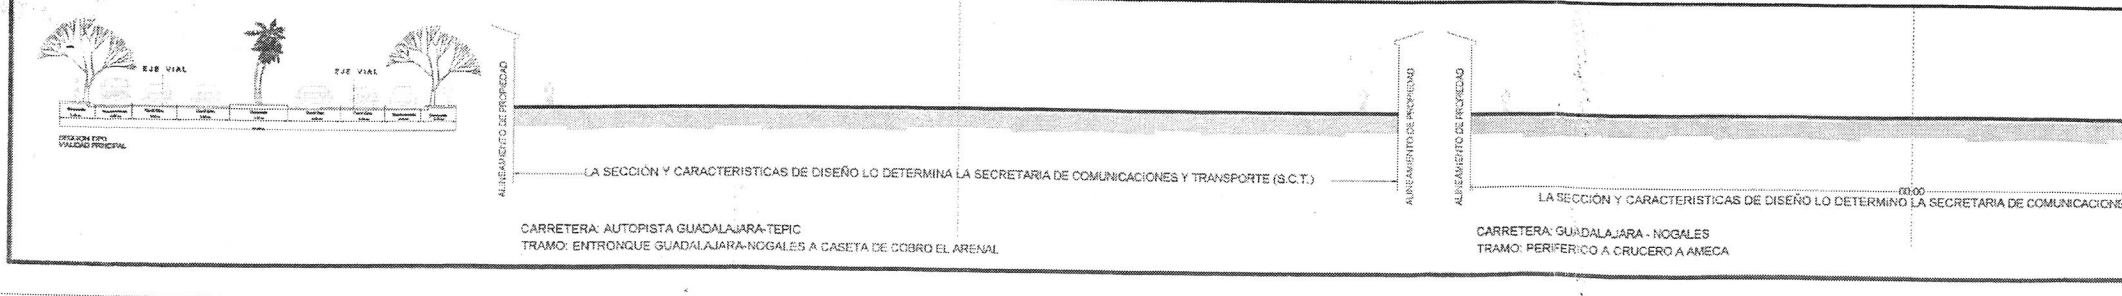 EJE VIAL
EJE VIAL
SECCION TIPO
VIALIDAD PRINCIPAL
ALINEAMIENTO DE PROPIEDAD
LA SECCIÓN Y CARACTERISTICAS DE DISEÑO LO DETERMINA LA SECRETARIA DE COMUNICACIONES Y TRANSPORTE (S.C.T.)
CARRETERA: AUTOPISTA GUADALAJARA-TEPIC
TRAMO: ENTRONQUE GUADALAJARA-NOGALES A CASETA DE COBRO EL ARENAL
ALINEAMIENTO DE PROPIEDAD
ALINEAMIENTO DE PROPIEDAD
00.00
LA SECCIÓN Y CARACTERISTICAS DE DISEÑO LO DETERMINO LA SECRETARIA DE COMUNICACIONE
CARRETERA: GUADALAJARA - NOGALES
TRAMO: PERIFERICO A CRUCERO A AMECA